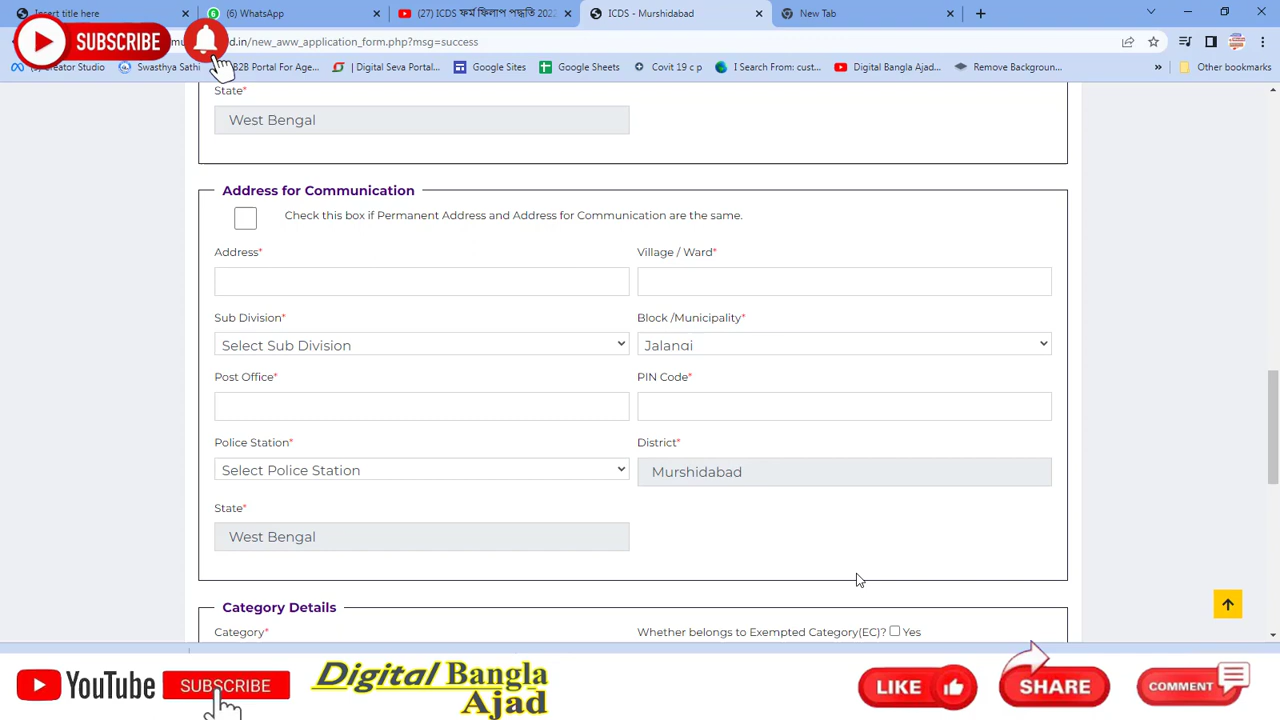 Insert title here
(6) WhatsApp
(27) ICDS ফর্ম ফিলাপ পদ্ধতি 202
ICDS - Murshidabad
New Tab
SUBSCRIBE
d.in/new_aww_application_form.php?msg=success
Creator Studio
Swasthya Sathi
B2B Portal For Age...
| Digital Seva Portal...
Google Sites
Google Sheets
Covit 19 c p
I Search From: cust...
Digital Bangla Ajad...
Remove Backgroun...
»
Other bookmarks
State*
West Bengal
Address for Communication
Check this box if Permanent Address and Address for Communication are the same.
Address*
Village / Ward*
Sub Division*
Block /Municipality*
Select Sub Division
Jalangi
Post Office*
PIN Code*
Police Station*
District*
Select Police Station
Murshidabad
State*
West Bengal
Category Details
Category*
Whether belongs to Exempted Category(EC)? Yes
YouTube
SUBSCRIBE
Digital Bangla
Ajad
LIKE
SHARE
COMMENT